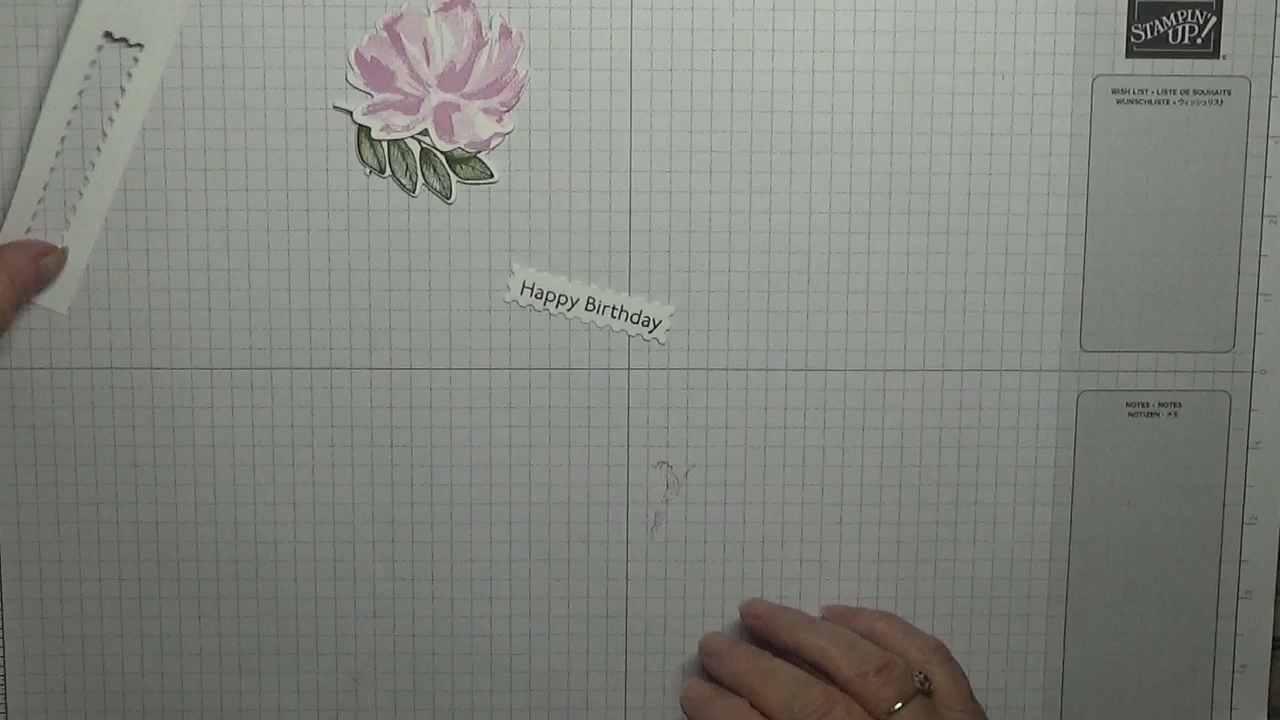 STAMPIN' UP!
WISH LIST • LISTE DE SOUHAITS
WUNSCHLISTE • ウィッシュリスト
Happy Birthday
NOTES • NOTES
NOTIZEN • メモ